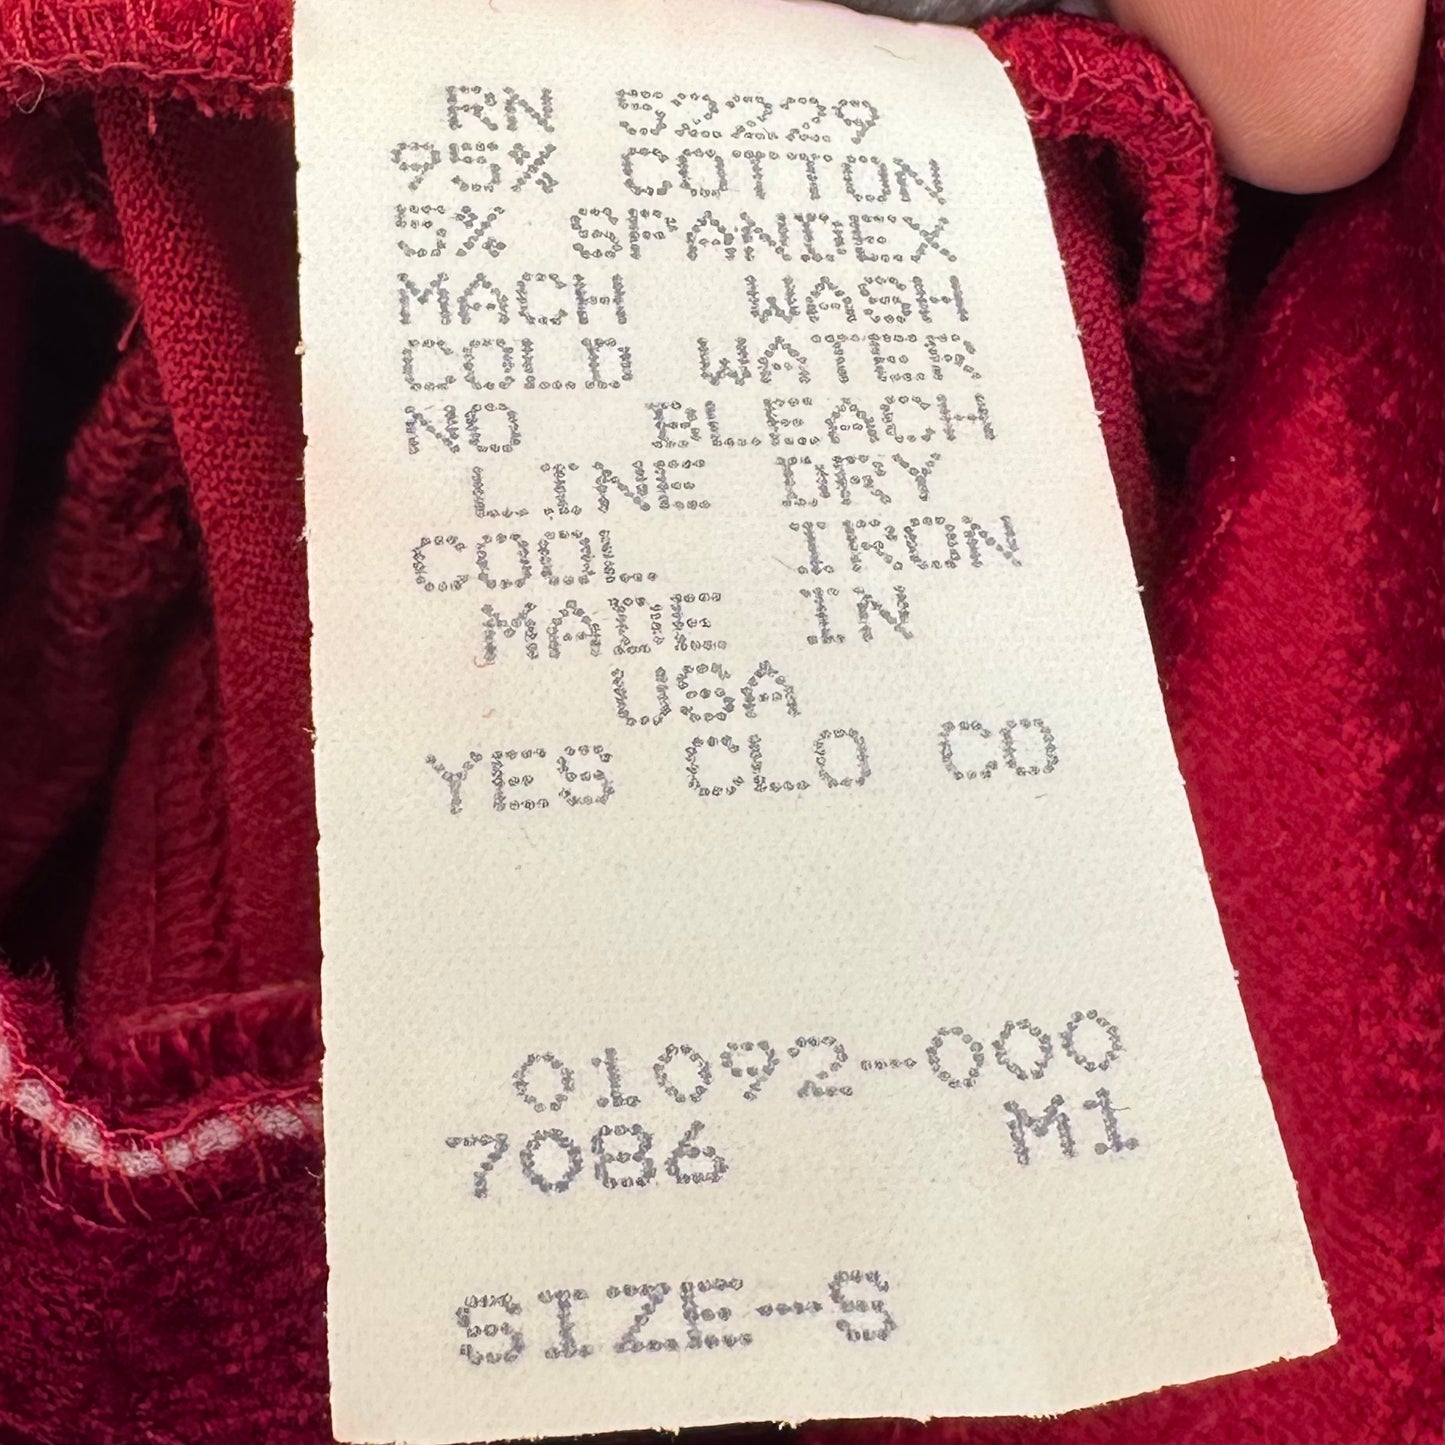 RN 53229
95% COTTON
5% SPANDEX
MACH WASH
COLD WATER
NO BLEACH
LINE DRY
COOL IRON
MADE IN
USA
YES CLO CO
01092-000
7086 M1
SIZE-S